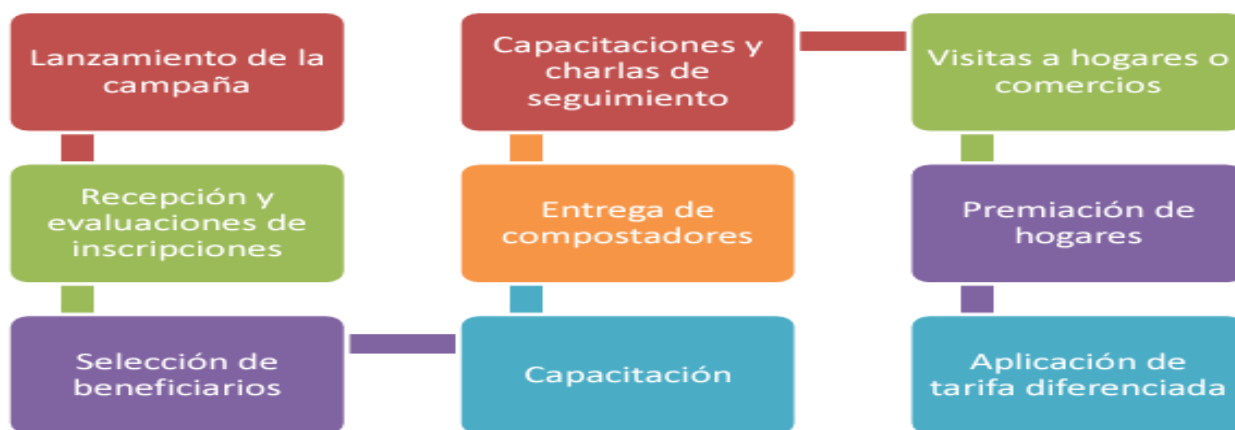 Lanzamiento de la
campaña
Recepción y
evaluaciones de
inscripciones
Selección de
beneficiarios
Capacitación
Entrega de
compostadores
Capacitaciones y
charlas de
seguimiento
Visitas a hogares o
comercios
Premiación de
hogares
Aplicación de
tarifa diferenciada